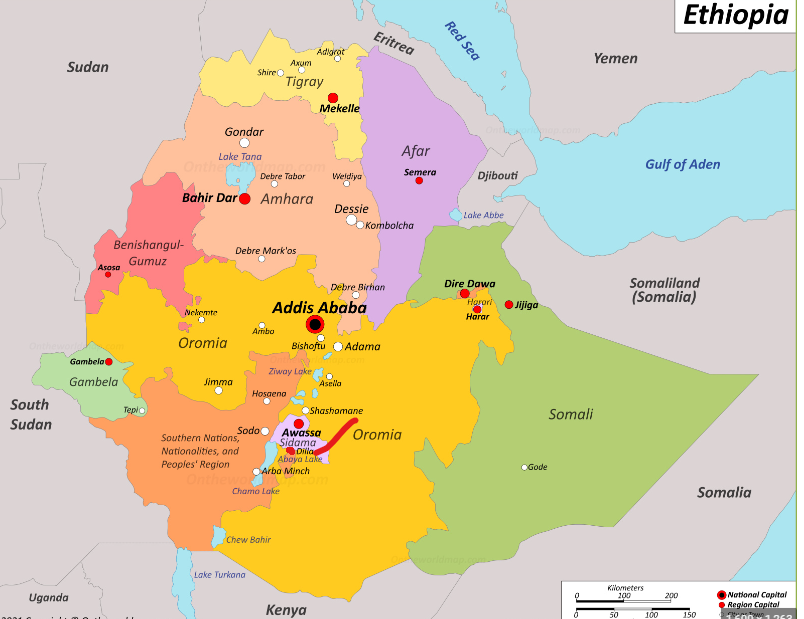 Ethiopia
Red Sea
Eritrea
Yemen
Sudan
Adigrat
Axum
Shire
Tigray
Mekelle
Gondar
Lake Tana
Afar
Gulf of Aden
Debre Tabor
Weldiya
Semera
Djibouti
Bahir Dar
Amhara
Dessie
Kombolcha
Lake Abbe
Benishangul-
Gumuz
Debre Mark'os
Asosa
Debre Birhan
Dire Dawa
Harari
Harar
Jijiga
Somaliland
(Somalia)
Addis Ababa
Nekemte
Ambo
Oromia
Bishoftu
Adama
Gambela
Gambela
Ziway Lake
Asella
Jimma
Hosaena
South
Sudan
Tepi
Shashamane
Somali
Sodo
Awassa
Sidama
Oromia
Southern Nations,
Nationalities, and
Peoples' Region
Dilla
Abaya Lake
Arba Minch
Gode
Chamo Lake
Somalia
Chew Bahir
Lake Turkana
Uganda
Kenya
Kilometers
0 100 200
0 50 100 150
National Capital
Region Capital
1,600 × 1,263